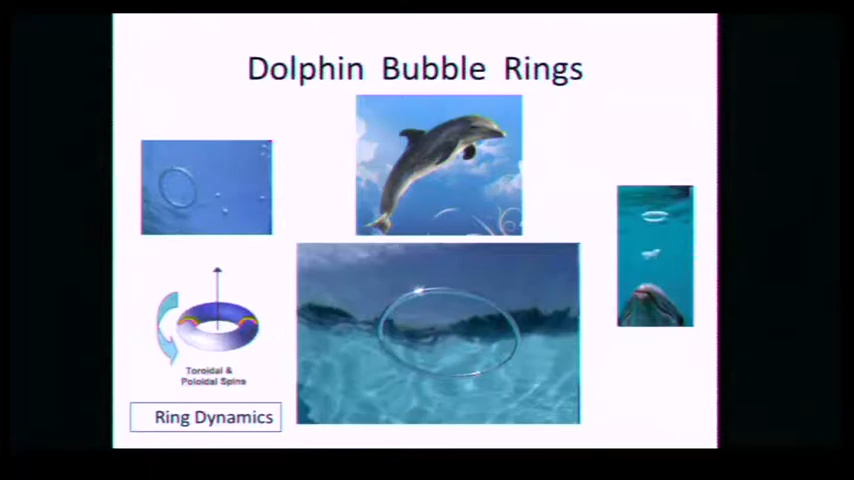 Dolphin Bubble Rings
Toroidal &
Poloidal Spins
Ring Dynamics